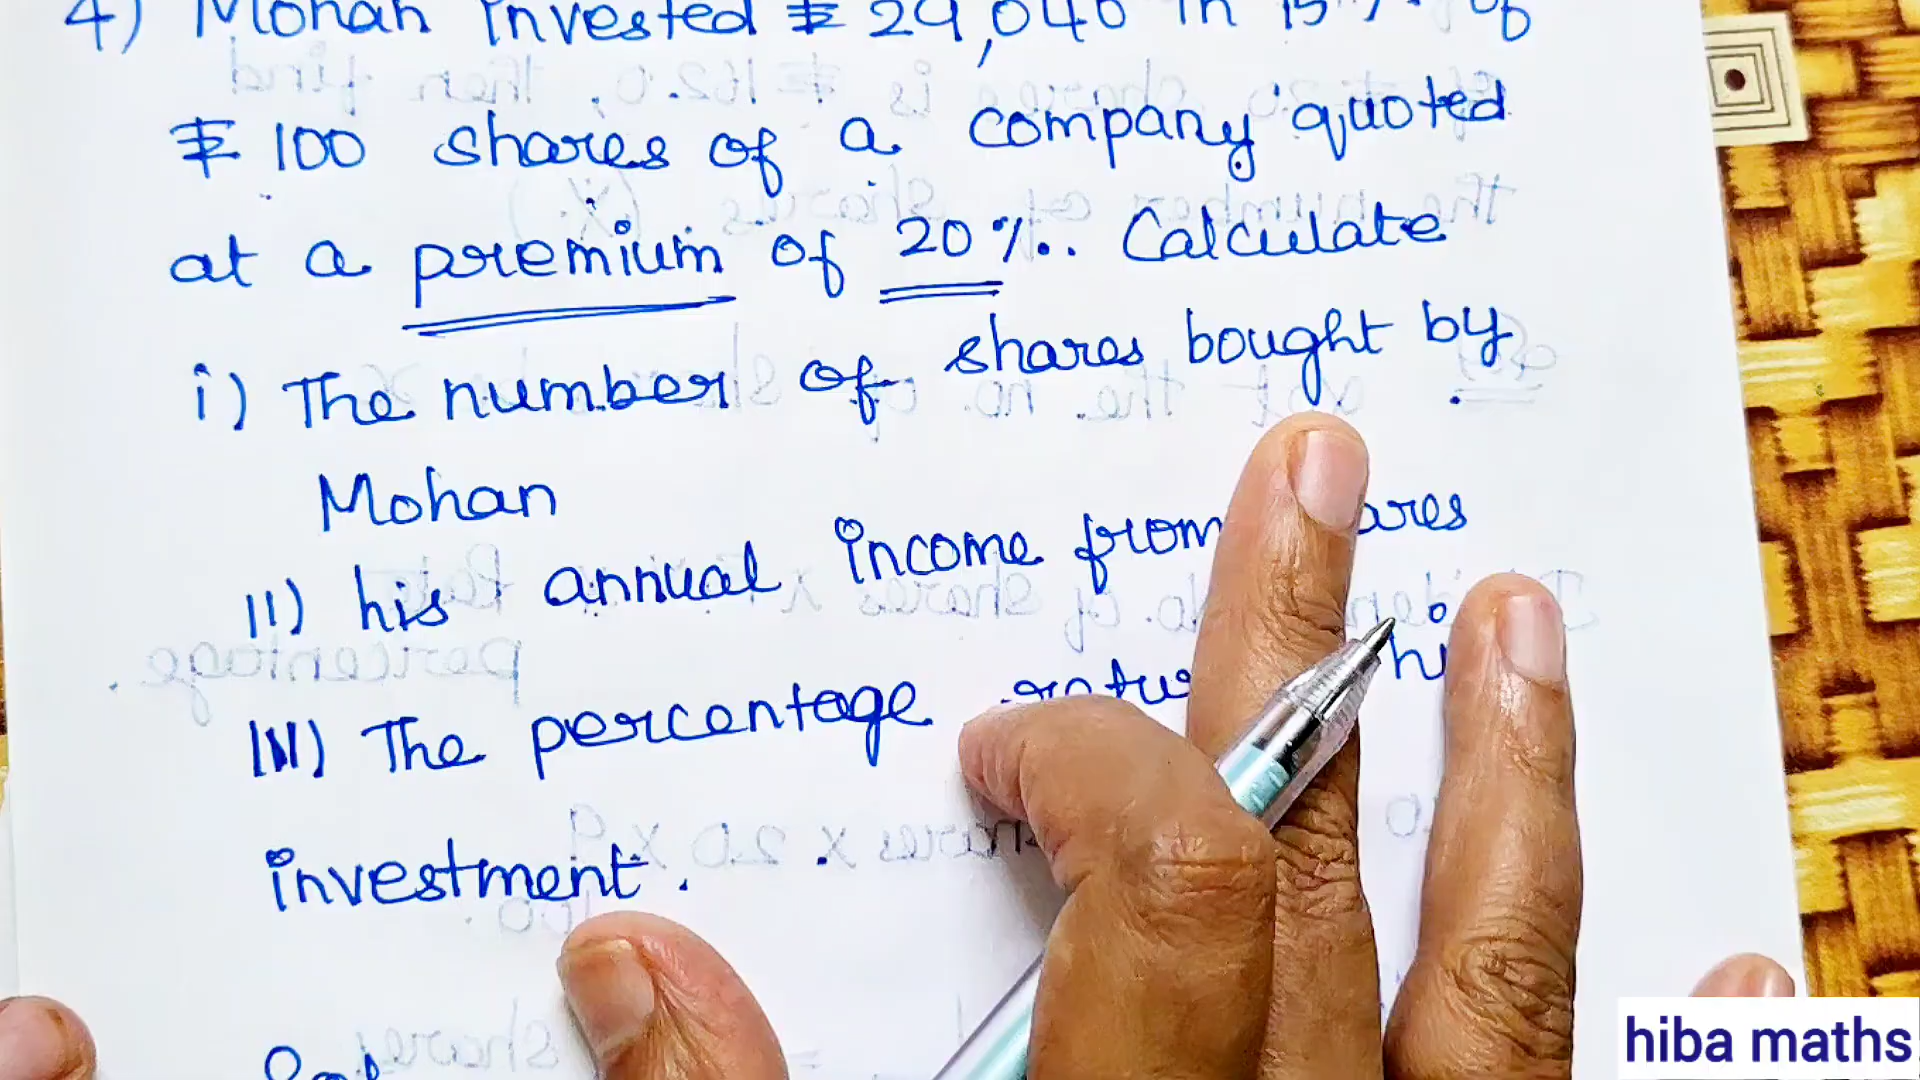 4) Mohan invested ₹ 29,040 in 15% of
₹ 100 shares of a company quoted
at a premium of 20%. Calculate
i) The number of shares bought by
Mohan
II) his annual income from
III) The percentage
investment.
hiba maths